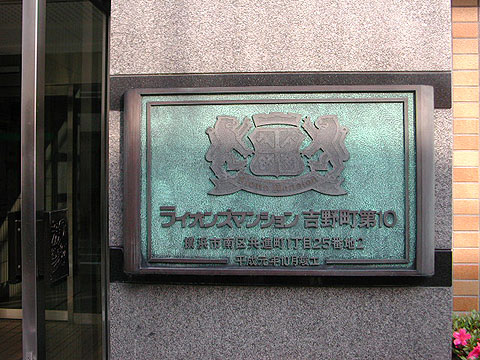 ライオンズマンション 吉野町第10
横浜市南区共進町1丁目25番地2
平成元年10月竣工